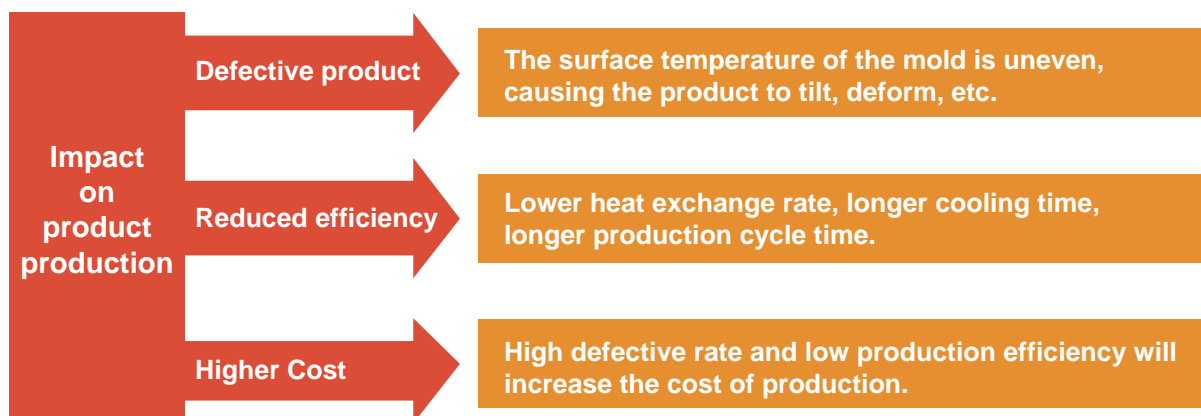 Impact
on
product
production
Defective product
The surface temperature of the mold is uneven,
causing the product to tilt, deform, etc.
Reduced efficiency
Lower heat exchange rate, longer cooling time,
longer production cycle time.
Higher Cost
High defective rate and low production efficiency will
increase the cost of production.